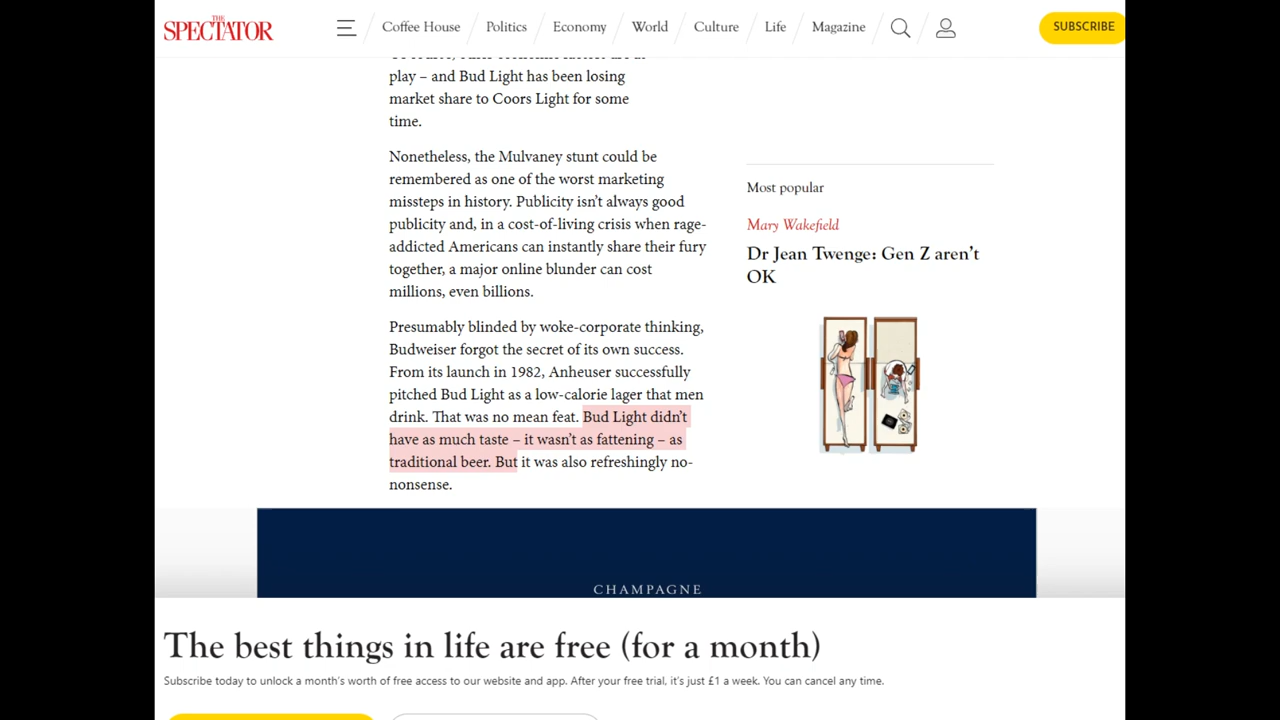 THE
SPECTATOR
Coffee House
Politics
Economy
World
Culture
Life
Magazine
SUBSCRIBE
play – and Bud Light has been losing
market share to Coors Light for some
time.
Nonetheless, the Mulvaney stunt could be
remembered as one of the worst marketing
missteps in history. Publicity isn't always good
publicity and, in a cost-of-living crisis when rage-
addicted Americans can instantly share their fury
together, a major online blunder can cost
millions, even billions.
Presumably blinded by woke-corporate thinking,
Budweiser forgot the secret of its own success.
From its launch in 1982, Anheuser successfully
pitched Bud Light as a low-calorie lager that men
drink. That was no mean feat. Bud Light didn't
have as much taste – it wasn't as fattening – as
traditional beer. But it was also refreshingly no-
nonsense.
Most popular
Mary Wakefield
Dr Jean Twenge: Gen Z aren't
OK
CHAMPAGNE
The best things in life are free (for a month)
Subscribe today to unlock a month's worth of free access to our website and app. After your free trial, it's just £1 a week. You can cancel any time.